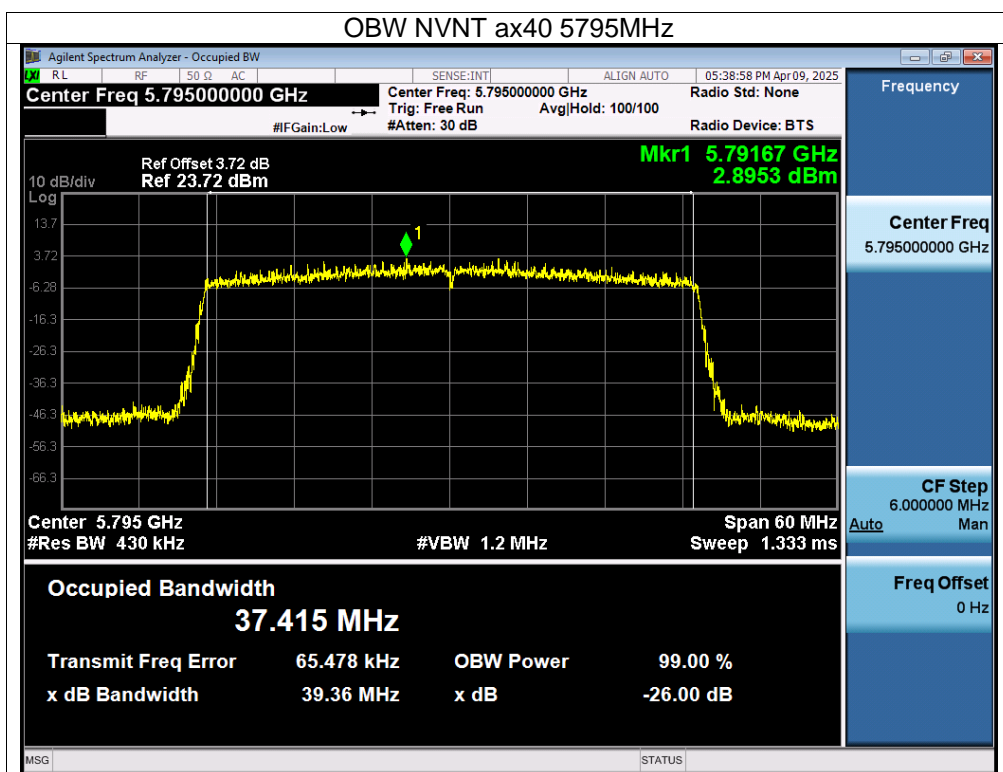 OBW NVNT ax40 5795MHz
Agilent Spectrum Analyzer - Occupied BW
LXI RL RF 50 Ω AC SENSE:INT ALIGN AUTO 05:38:58 PM Apr 09, 2025
Center Freq 5.795000000 GHz
#IFGain:Low
Center Freq: 5.795000000 GHz
Trig: Free Run Avg|Hold: 100/100
#Atten: 30 dB
Radio Std: None
Radio Device: BTS
Ref Offset 3.72 dB
10 dB/div Ref 23.72 dBm
Log
Mkr1 5.79167 GHz
2.8953 dBm
13.7
3.72
-6.28
-16.3
-26.3
-36.3
-46.3
-56.3
-66.3
1
Center 5.795 GHz Span 60 MHz
#Res BW 430 kHz #VBW 1.2 MHz Sweep 1.333 ms
Occupied Bandwidth
37.415 MHz
Transmit Freq Error 65.478 kHz OBW Power 99.00 %
x dB Bandwidth 39.36 MHz x dB -26.00 dB
Frequency
Center Freq
5.795000000 GHz
CF Step
6.000000 MHz
Auto Man
Freq Offset
0 Hz
MSG STATUS